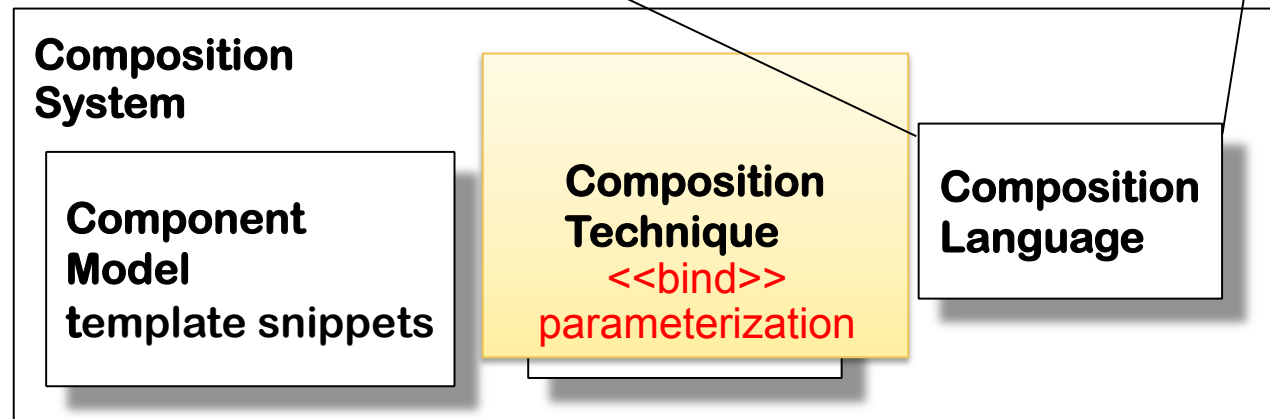 Composition
System
Component
Model
template snippets
Composition
Technique
<<bind>>
parameterization
Composition
Language